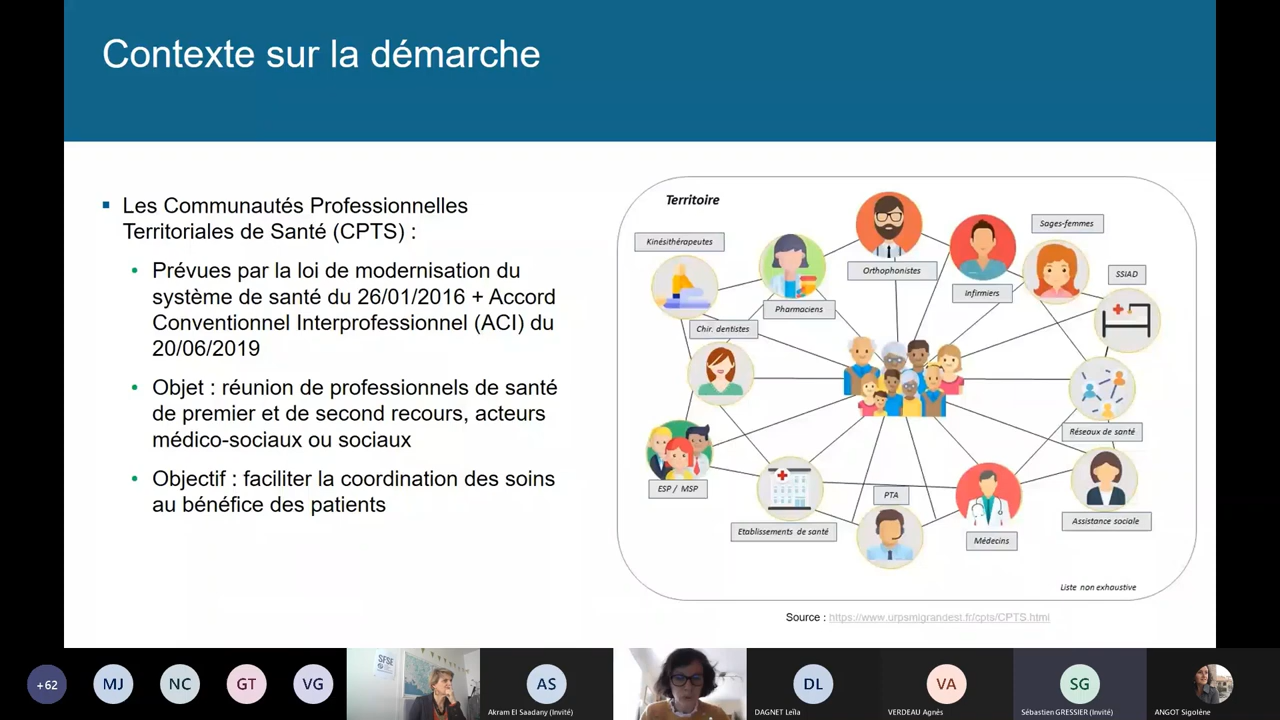 Contexte sur la démarche
▪ Les Communautés Professionnelles
Territoriales de Santé (CPTS) :
• Prévues par la loi de modernisation du
système de santé du 26/01/2016 + Accord
Conventionnel Interprofessionnel (ACI) du
20/06/2019
• Objet : réunion de professionnels de santé
de premier et de second recours, acteurs
médico-sociaux ou sociaux
• Objectif : faciliter la coordination des soins
au bénéfice des patients
Territoire
Kinésithérapeutes
Pharmaciens
Orthophonistes
Infirmiers
Sages-femmes
SSIAD
Chir. dentistes
Réseaux de santé
ESP / MSP
Etablissements de santé
PTA
Médecins
Assistance sociale
Liste non exhaustive
Source : https://www.urpsmlgrandest.fr/cpts/CPTS.html
+62
MJ
NC
GT
VG
SFSE
AS
Akram El Saadany (Invité)
DL
DAGNET Leïla
VA
VERDEAU Agnès
SG
Sébastien GRESSIER (Invité)
ANGOT Sigolène